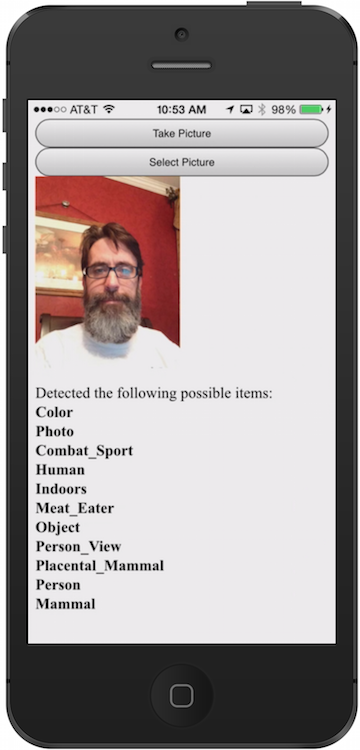 AT&T 10:53 AM 98%
Take Picture
Select Picture
Detected the following possible items:
Color
Photo
Combat_Sport
Human
Indoors
Meat_Eater
Object
Person_View
Placental_Mammal
Person
Mammal